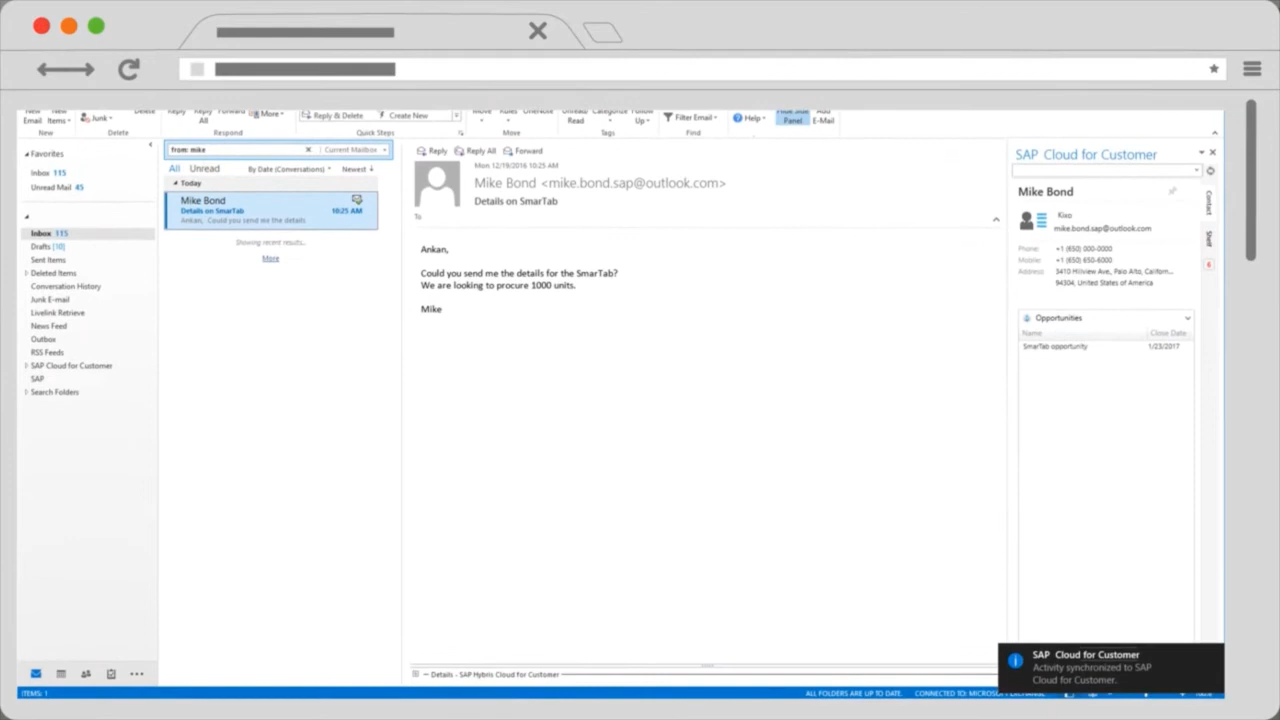 New New Delete Reply Reply Forward More Move Rules OneNote Unread Categorize Follow Hide Side Add
Email Items Junk All Reply & Delete Create New Read Up Filter Email Help Panel E-Mail
New Delete Respond Quick Steps Move Tags Find
Favorites
Inbox 115
Unread Mail 45
Inbox 115
Drafts [10]
Sent Items
Deleted Items
Conversation History
Junk E-mail
Livelink Retrieve
News Feed
Outbox
RSS Feeds
SAP Cloud for Customer
SAP
Search Folders
from: mike Current Mailbox
All Unread By Date (Conversations) Newest
Today
Mike Bond
Details on SmarTab 10:25 AM
Ankan, Could you send me the details
Showing recent results...
More
Reply Reply All Forward
Mon 12/19/2016 10:25 AM
Mike Bond <mike.bond.sap@outlook.com>
Details on SmarTab
To
Ankan,
Could you send me the details for the SmarTab?
We are looking to procure 1000 units.
Mike
Details - SAP Hybris Cloud for Customer
SAP Cloud for Customer
Mike Bond
Kixo
mike.bond.sap@outlook.com
Phone: +1 (650) 000-0000
Mobile: +1 (650) 650-6000
Address: 3410 Hillview Ave., Palo Alto, Californ...
94304, United States of America
Opportunities
Name Close Date
SmarTab opportunity 1/23/2017
Contact
Shelf
SAP Cloud for Customer
Activity synchronized to SAP
Cloud for Customer.
ITEMS: 1 ALL FOLDERS ARE UP TO DATE. CONNECTED TO: MICROSOFT EXCHANGE